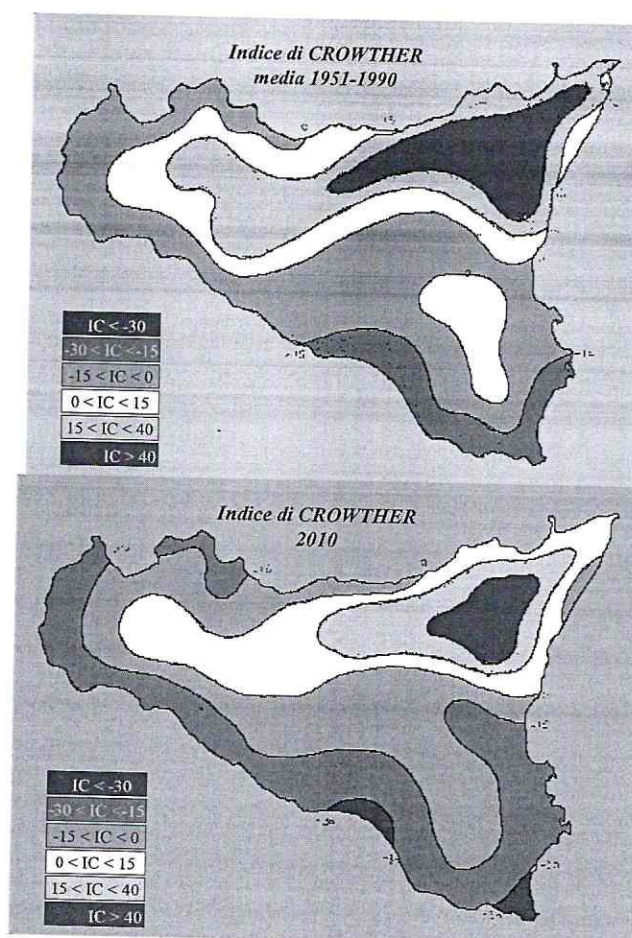 Indice di CROWTHER
media 1951-1990
IC < -30
-30 < IC < -15
-15 < IC < 0
0 < IC < 15
15 < IC < 40
IC > 40
-15
Indice di CROWTHER
2010
IC < -30
-30 < IC < -15
-15 < IC < 0
0 < IC < 15
15 < IC < 40
IC > 40
-15